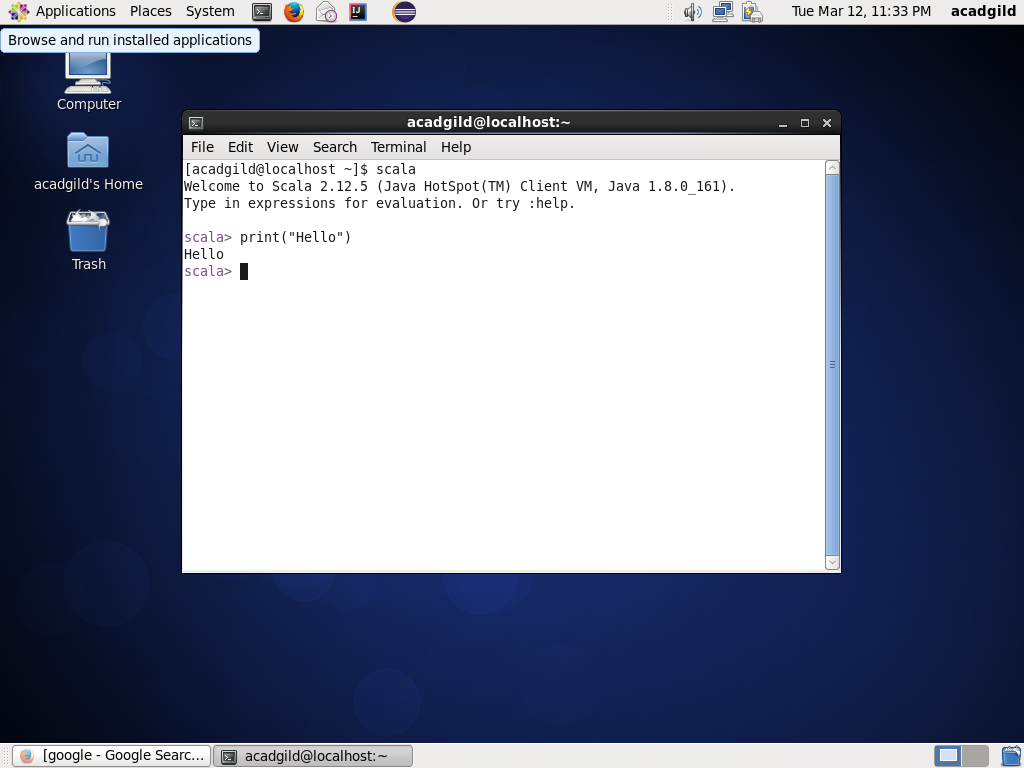 Applications Places System Tue Mar 12, 11:33 PM acadgild
Browse and run installed applications
Computer
acadgild's Home
Trash
acadgild@localhost:~
File Edit View Search Terminal Help
[acadgild@localhost ~]$ scala
Welcome to Scala 2.12.5 (Java HotSpot(TM) Client VM, Java 1.8.0_161).
Type in expressions for evaluation. Or try :help.
scala> print("Hello")
Hello
scala>
[google - Google Searc... acadgild@localhost:~